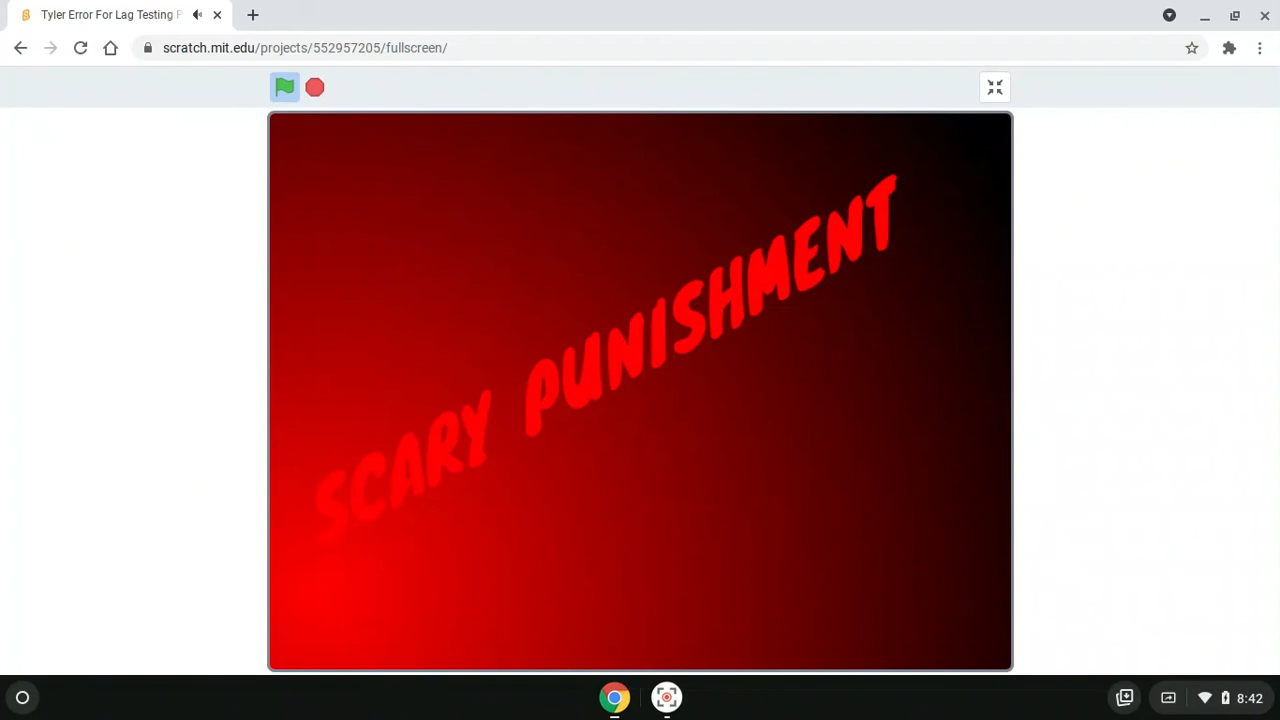 Tyler Error For Lag Testing P
scratch.mit.edu/projects/552957205/fullscreen/
SCARY PUNISHMENT
8:42